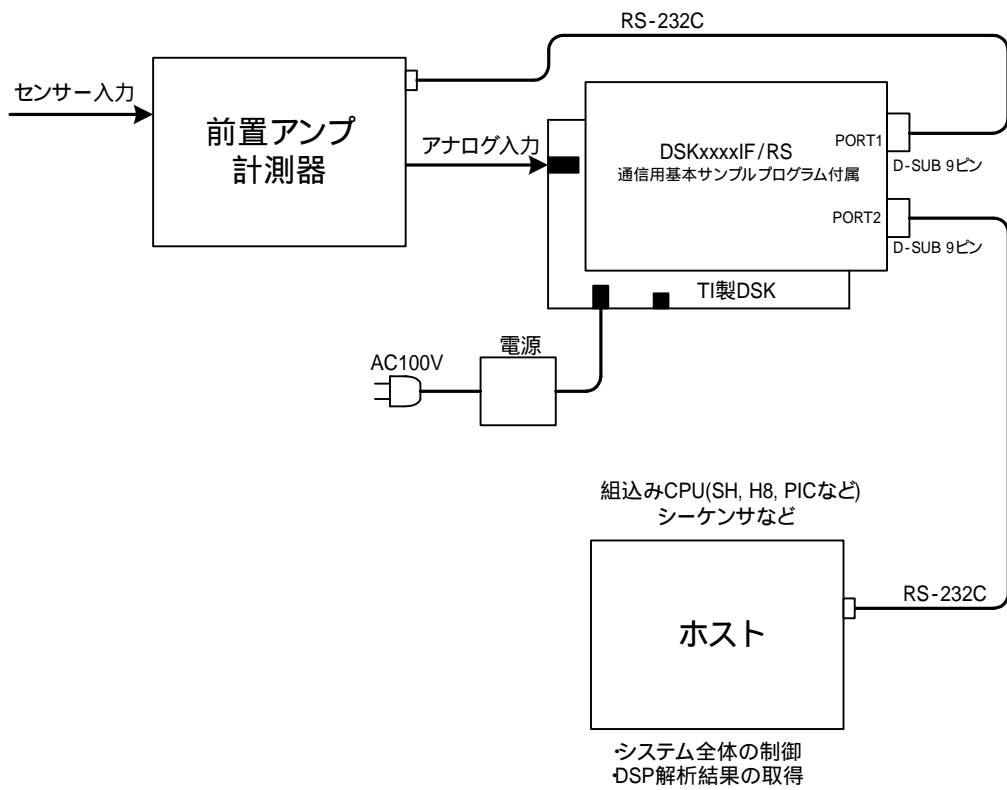 RS-232C
センサー入力
前置アンプ
計測器
アナログ入力
DSKxxxxIF/RS
通信用基本サンプルプログラム付属
PORT1
D-SUB 9ピン
PORT2
D-SUB 9ピン
TI製DSK
電源
AC100V
組込みCPU(SH, H8, PICなど)
シーケンサなど
ホスト
RS-232C
・システム全体の制御
・DSP解析結果の取得